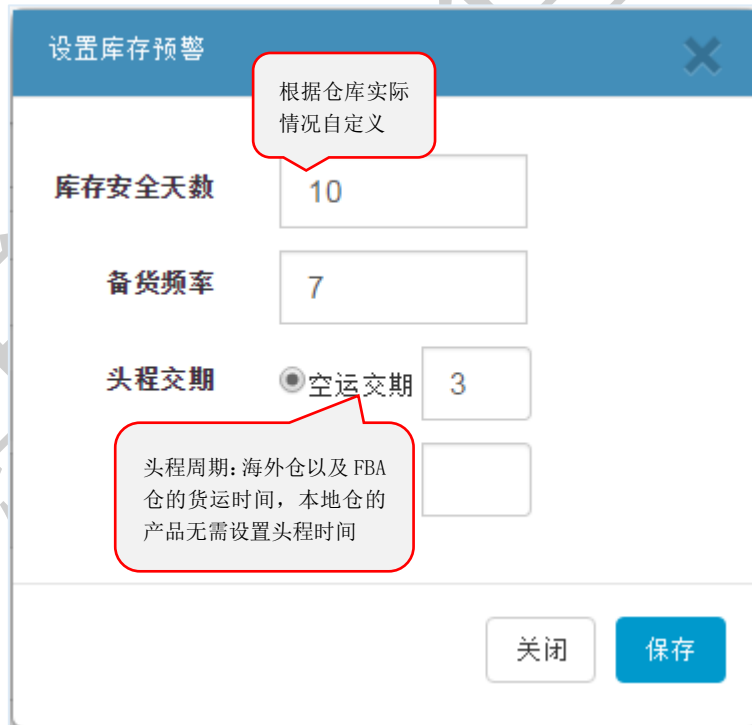 设置库存预警
根据仓库实际
情况自定义
库存安全天数
10
备货频率
7
头程交期
空运交期
3
头程周期:海外仓以及 FBA
仓的货运时间，本地仓的
产品无需设置头程时间
关闭
保存